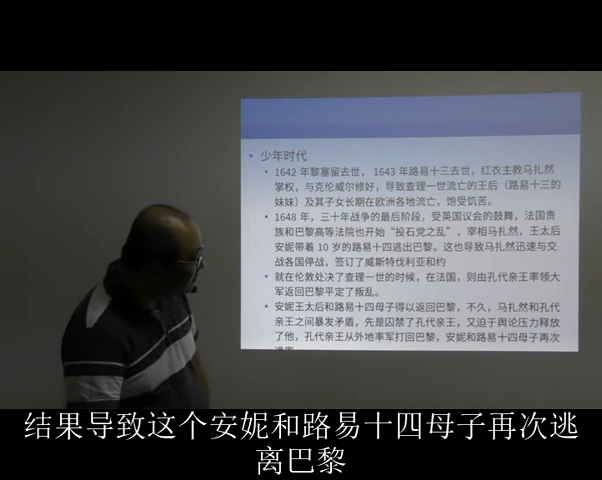 • 少年时代
• 1642 年黎塞留去世， 1643 年路易十三去世，红衣主教马扎然
掌权，与克伦威尔修好，导致查理一世流亡的王后（路易十三的
妹妹）及其子女长期在欧洲各地流亡，饱受饥苦。
• 1648 年，三十年战争的最后阶段，受英国议会的鼓舞，法国贵
族和巴黎高等法院也开始“投石党之乱”，宰相马扎然，王太后
安妮带着 10 岁的路易十四逃出巴黎。这也导致马扎然迅速与交
战各国停战，签订了威斯特伐利亚和约
• 就在伦敦处决了查理一世的时候，在法国，则由孔代亲王率领大
军返回巴黎平定了叛乱。
• 安妮王太后和路易十四母子得以返回巴黎，不久，马扎然和孔代
亲王之间爆发矛盾，先是囚禁了孔代亲王，又迫于舆论压力释放
了他，孔代亲王从外地率军打回巴黎，安妮和路易十四母子再次
结果导致这个安妮和路易十四母子再次逃
离巴黎